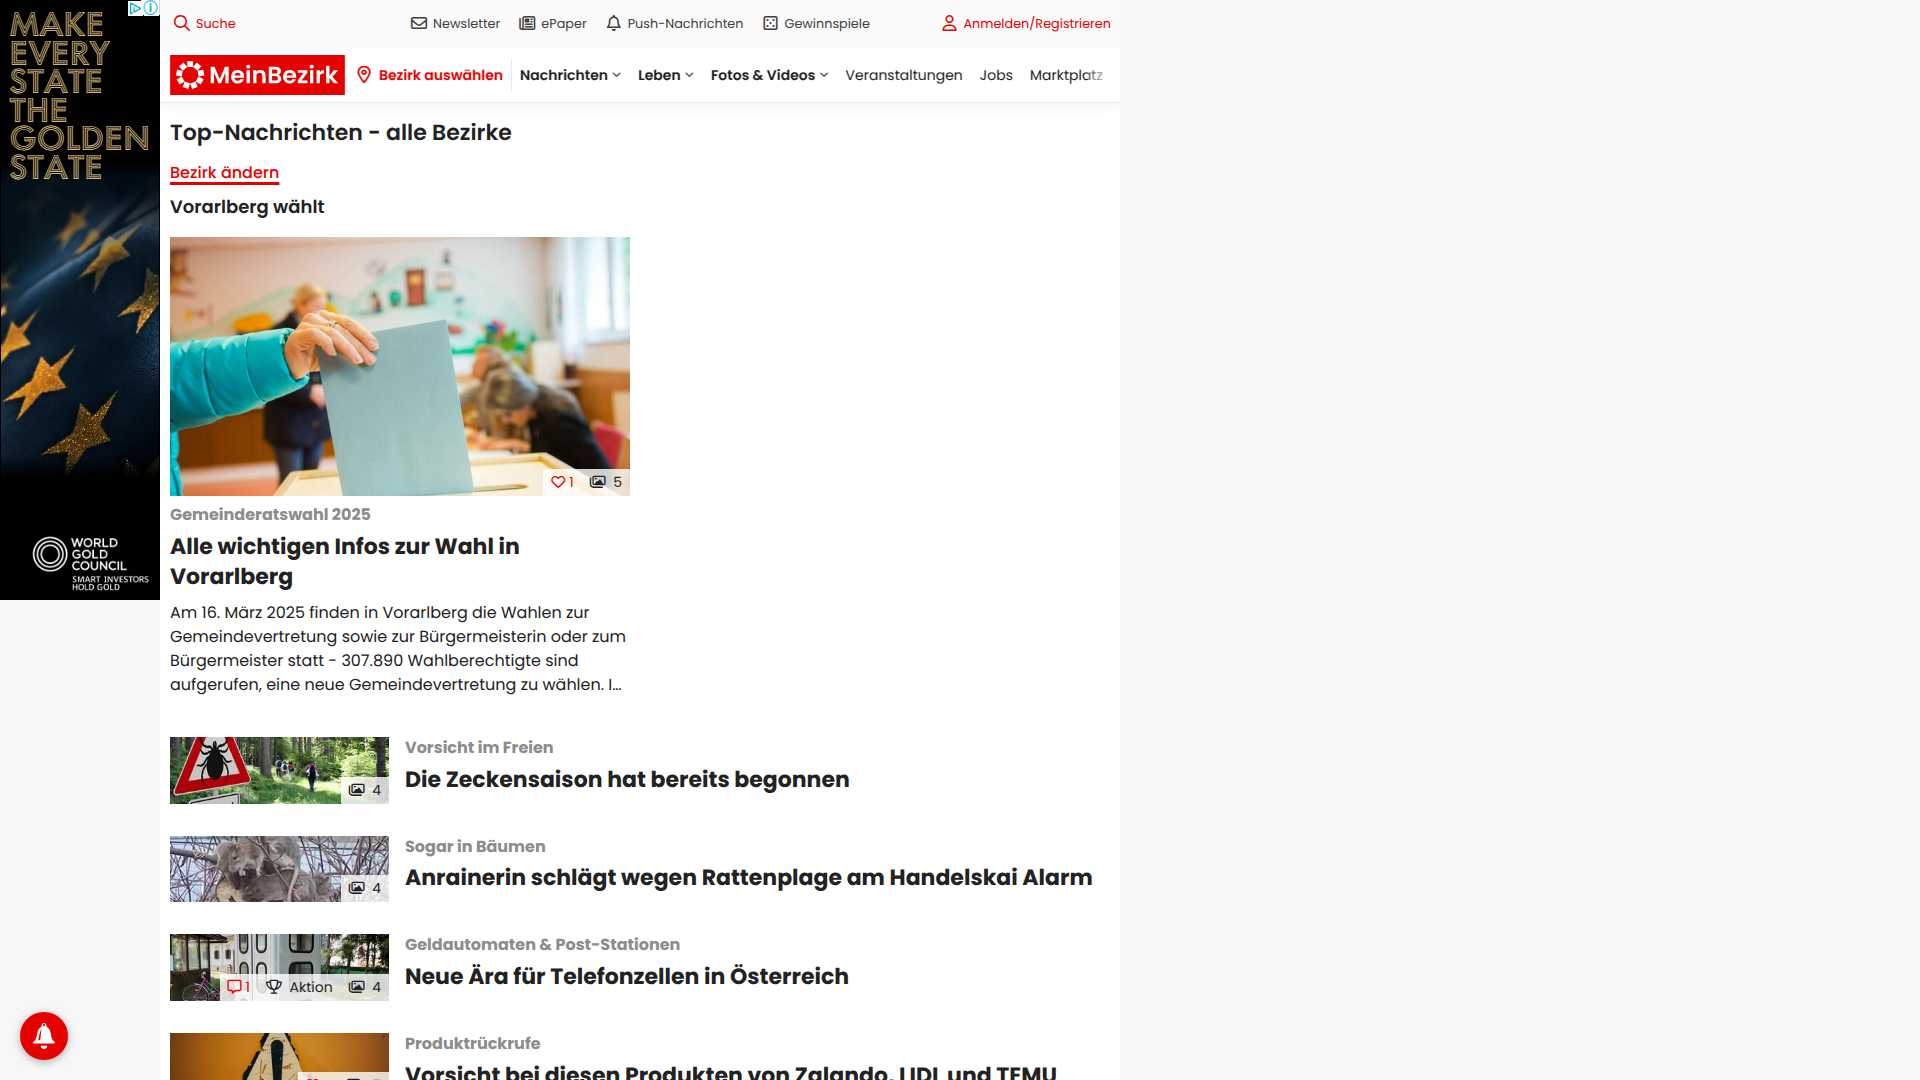 MAKE
EVERY
STATE
THE
GOLDEN
STATE
WORLD
GOLD
COUNCIL
SMART INVESTORS
HOLD GOLD
Suche
Newsletter
ePaper
Push-Nachrichten
Gewinnspiele
Anmelden/Registrieren
MeinBezirk
Bezirk auswählen
Nachrichten
Leben
Fotos & Videos
Veranstaltungen
Jobs
Marktplatz
Top-Nachrichten - alle Bezirke
Bezirk ändern
Vorarlberg wählt
1 5
Gemeinderatswahl 2025
Alle wichtigen Infos zur Wahl in
Vorarlberg
Am 16. März 2025 finden in Vorarlberg die Wahlen zur
Gemeindevertretung sowie zur Bürgermeisterin oder zum
Bürgermeister statt - 307.890 Wahlberechtigte sind
aufgerufen, eine neue Gemeindevertretung zu wählen. I...
4
Vorsicht im Freien
Die Zeckensaison hat bereits begonnen
4
Sogar in Bäumen
Anrainerin schlägt wegen Rattenplage am Handelskai Alarm
1 Aktion 4
Geldautomaten & Post-Stationen
Neue Ära für Telefonzellen in Österreich
Produktrückrufe
Vorsicht bei diesen Produkten von Zalando, LIDL und TEMU